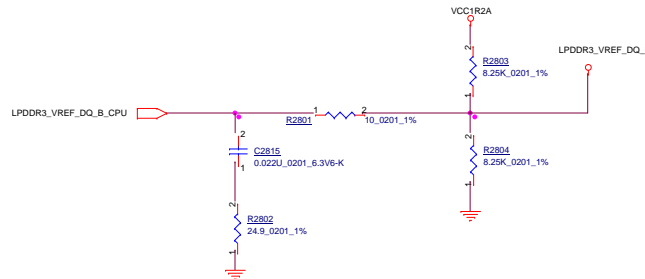 VCC1R2A
2
R2803
8.25K_0201_1%
1
LPDDR3_VREF_DQ_
LPDDR3_VREF_DQ_B_CPU
1
2
R2801
10_0201_1%
2
C2815
0.022U_0201_6.3V6-K
1
2
R2804
8.25K_0201_1%
1
2
R2802
24.9_0201_1%
1